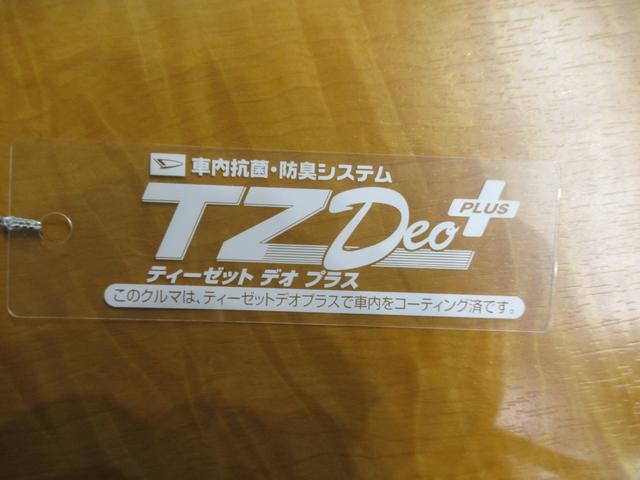 車内抗菌・防臭システム
TZ Deo PLUS
ティーゼット デオ プラス
このクルマは、ティーゼットデオプラスで車内をコーティング済です。